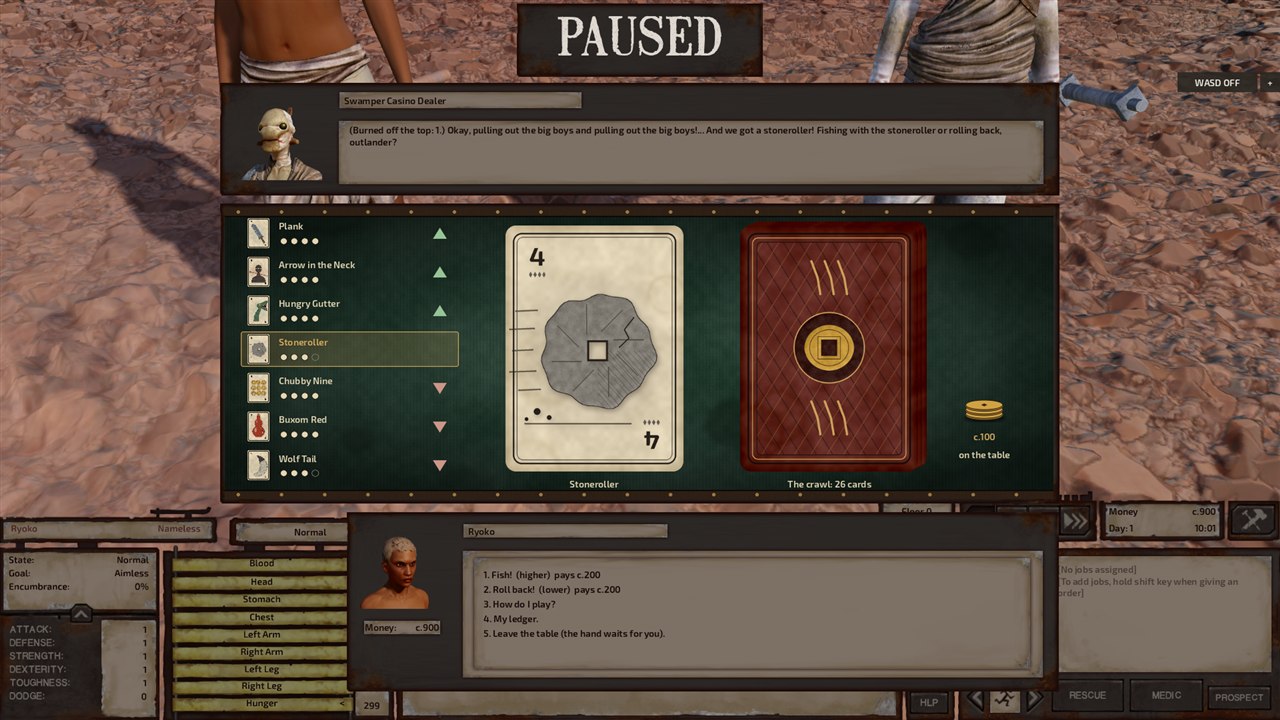 PAUSED
WASD OFF
+
Swamper Casino Dealer
(Burned off the top: 1.) Okay, pulling out the big boys and pulling out the big boys!... And we got a stoneroller! Fishing with the stoneroller or rolling back,
outlander?
Plank
Arrow in the Neck
Hungry Gutter
Stoneroller
Chubby Nine
Buxom Red
Wolf Tail
4
4
Stoneroller
The crawl: 26 cards
c.100
on the table
Ryoko
Nameless
Normal
Floor 0
Money c.900
Day: 1 10:01
State: Normal
Goal: Aimless
Encumbrance: 0%
ATTACK: 1
DEFENSE: 1
STRENGTH: 1
DEXTERITY: 1
TOUGHNESS: 1
DODGE: 0
Blood
Head
Stomach
Chest
Left Arm
Right Arm
Left Leg
Right Leg
Hunger <
299
Ryoko
Money: c.900
1. Fish! (higher) pays c.200
2. Roll back! (lower) pays c.200
3. How do I play?
4. My ledger.
5. Leave the table (the hand waits for you).
[No jobs assigned]
[To add jobs, hold shift key when giving an
order]
HLP
RESCUE
MEDIC
PROSPECT